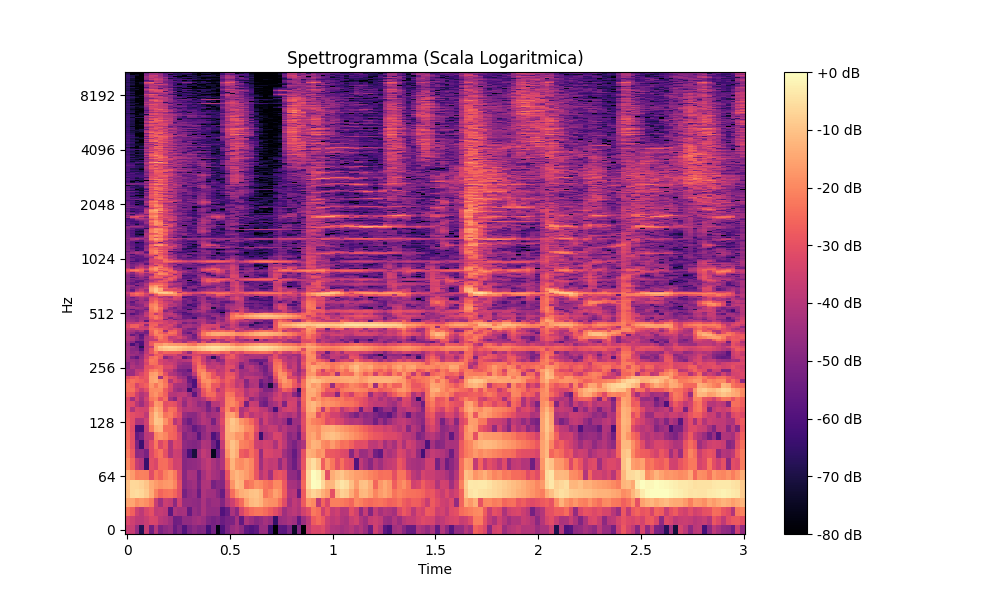 Spettrogramma (Scala Logaritmica)
8192
4096
2048
1024
512
256
128
64
0
Hz
0
0.5
1
1.5
2
2.5
3
Time
+0 dB
-10 dB
-20 dB
-30 dB
-40 dB
-50 dB
-60 dB
-70 dB
-80 dB